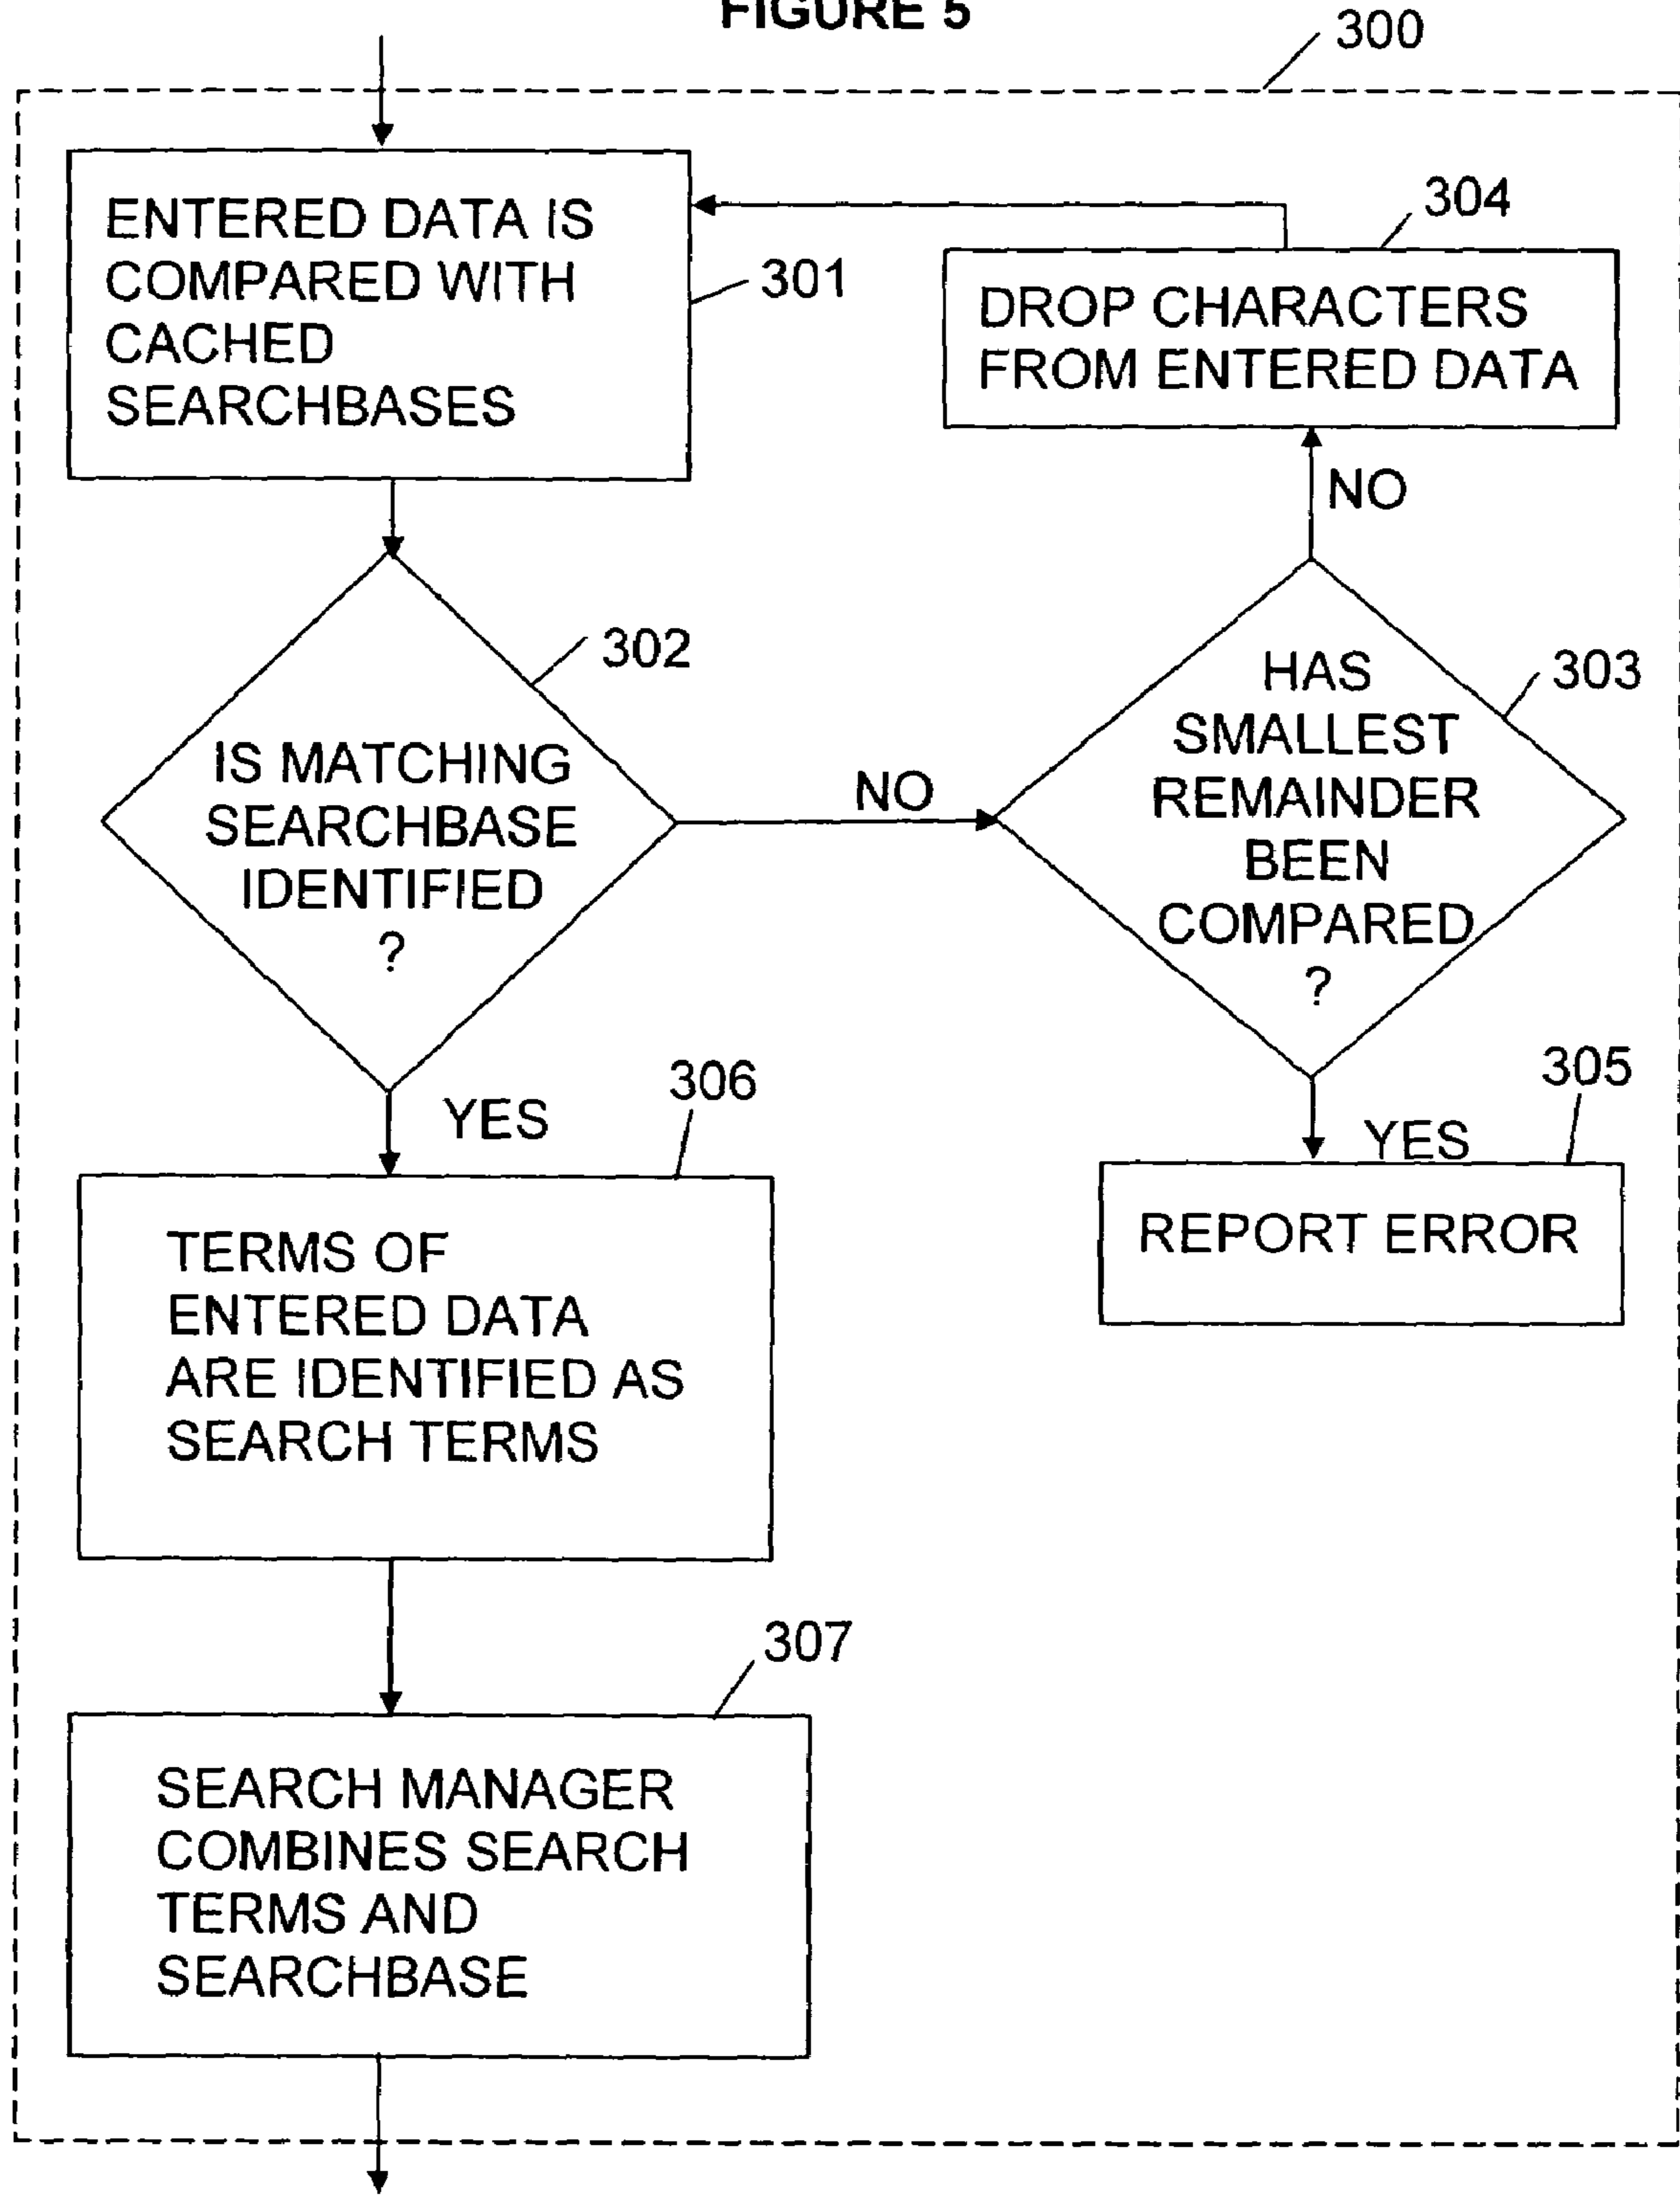 FIGURE 5
300
ENTERED DATA IS
COMPARED WITH
CACHED
SEARCHBASES
301
304
DROP CHARACTERS
FROM ENTERED DATA
NO
302
IS MATCHING
SEARCHBASE
IDENTIFIED
?
NO
303
HAS
SMALLEST
REMAINDER
BEEN
COMPARED
?
YES
306
305
YES
REPORT ERROR
TERMS OF
ENTERED DATA
ARE IDENTIFIED AS
SEARCH TERMS
307
SEARCH MANAGER
COMBINES SEARCH
TERMS AND
SEARCHBASE